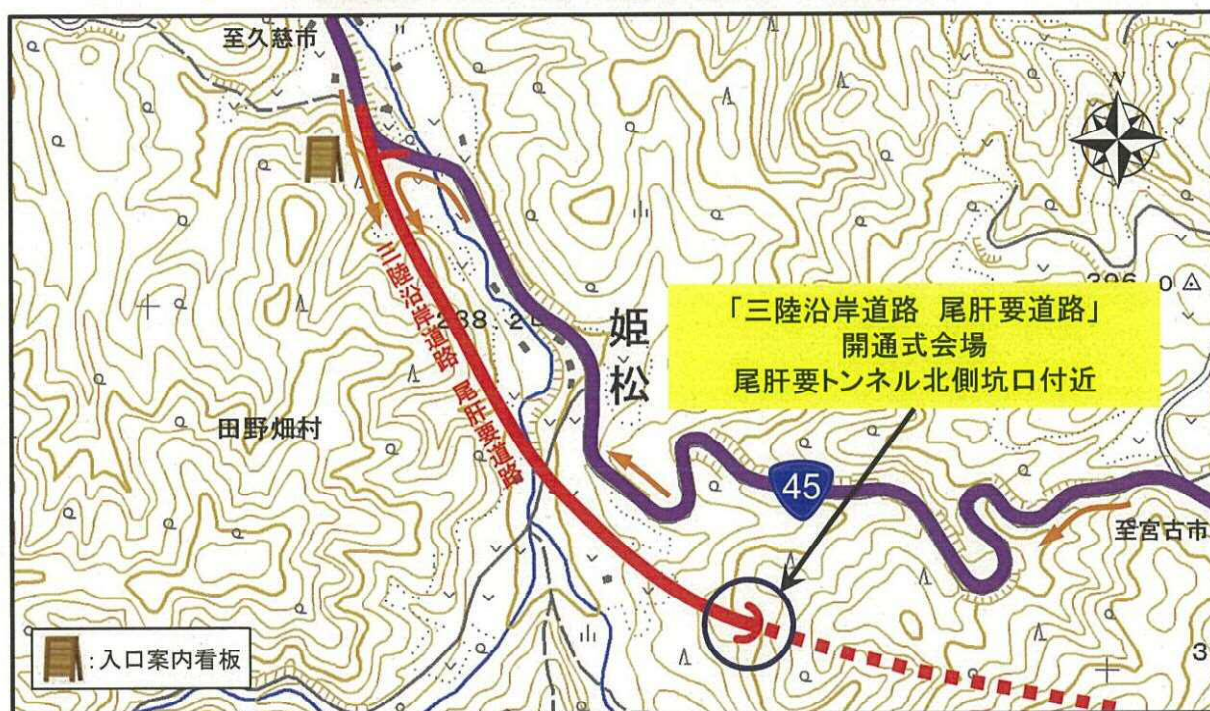 至久慈市
N
396.0
三陸沿岸道路 尾肝要道路
238.2
姫松
「三陸沿岸道路 尾肝要道路」
開通式会場
尾肝要トンネル北側坑口付近
田野畑村
45
至宮古市
:入口案内看板
3